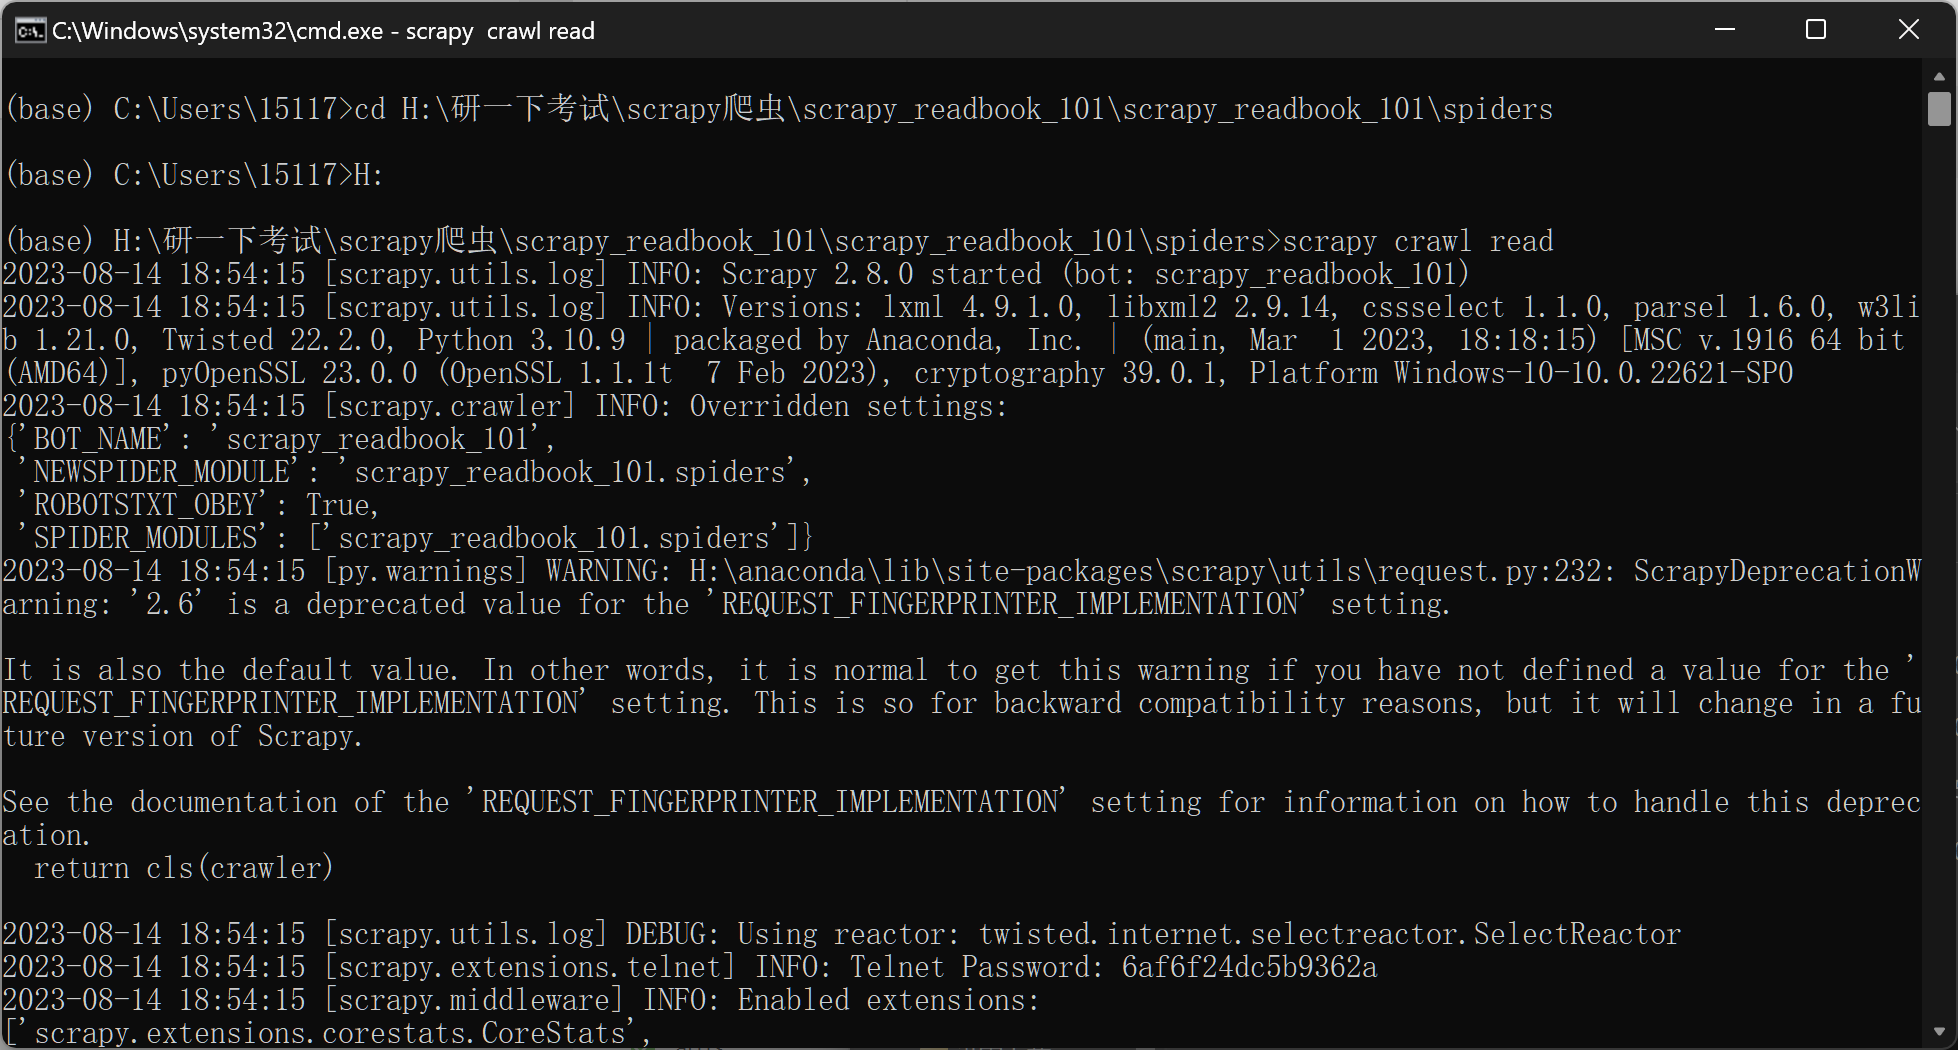 C:\Windows\system32\cmd.exe - scrapy  crawl read
(base) C:\Users\15117>cd H:\研一下考试\scrapy爬虫\scrapy_readbook_101\scrapy_readbook_101\spiders
(base) C:\Users\15117>H:
(base) H:\研一下考试\scrapy爬虫\scrapy_readbook_101\scrapy_readbook_101\spiders>scrapy crawl read
2023-08-14 18:54:15 [scrapy.utils.log] INFO: Scrapy 2.8.0 started (bot: scrapy_readbook_101)
2023-08-14 18:54:15 [scrapy.utils.log] INFO: Versions: lxml 4.9.1.0, libxml2 2.9.14, cssselect 1.1.0, parsel 1.6.0, w3li
b 1.21.0, Twisted 22.2.0, Python 3.10.9 | packaged by Anaconda, Inc. | (main, Mar  1 2023, 18:18:15) [MSC v.1916 64 bit
(AMD64)], pyOpenSSL 23.0.0 (OpenSSL 1.1.1t  7 Feb 2023), cryptography 39.0.1, Platform Windows-10-10.0.22621-SP0
2023-08-14 18:54:15 [scrapy.crawler] INFO: Overridden settings:
{'BOT_NAME': 'scrapy_readbook_101',
 'NEWSPIDER_MODULE': 'scrapy_readbook_101.spiders',
 'ROBOTSTXT_OBEY': True,
 'SPIDER_MODULES': ['scrapy_readbook_101.spiders']}
2023-08-14 18:54:15 [py.warnings] WARNING: H:\anaconda\lib\site-packages\scrapy\utils\request.py:232: ScrapyDeprecationW
arning: '2.6' is a deprecated value for the 'REQUEST_FINGERPRINTER_IMPLEMENTATION' setting.
It is also the default value. In other words, it is normal to get this warning if you have not defined a value for the '
REQUEST_FINGERPRINTER_IMPLEMENTATION' setting. This is so for backward compatibility reasons, but it will change in a fu
ture version of Scrapy.
See the documentation of the 'REQUEST_FINGERPRINTER_IMPLEMENTATION' setting for information on how to handle this deprec
ation.
  return cls(crawler)
2023-08-14 18:54:15 [scrapy.utils.log] DEBUG: Using reactor: twisted.internet.selectreactor.SelectReactor
2023-08-14 18:54:15 [scrapy.extensions.telnet] INFO: Telnet Password: 6af6f24dc5b9362a
2023-08-14 18:54:15 [scrapy.middleware] INFO: Enabled extensions:
['scrapy.extensions.corestats.CoreStats',